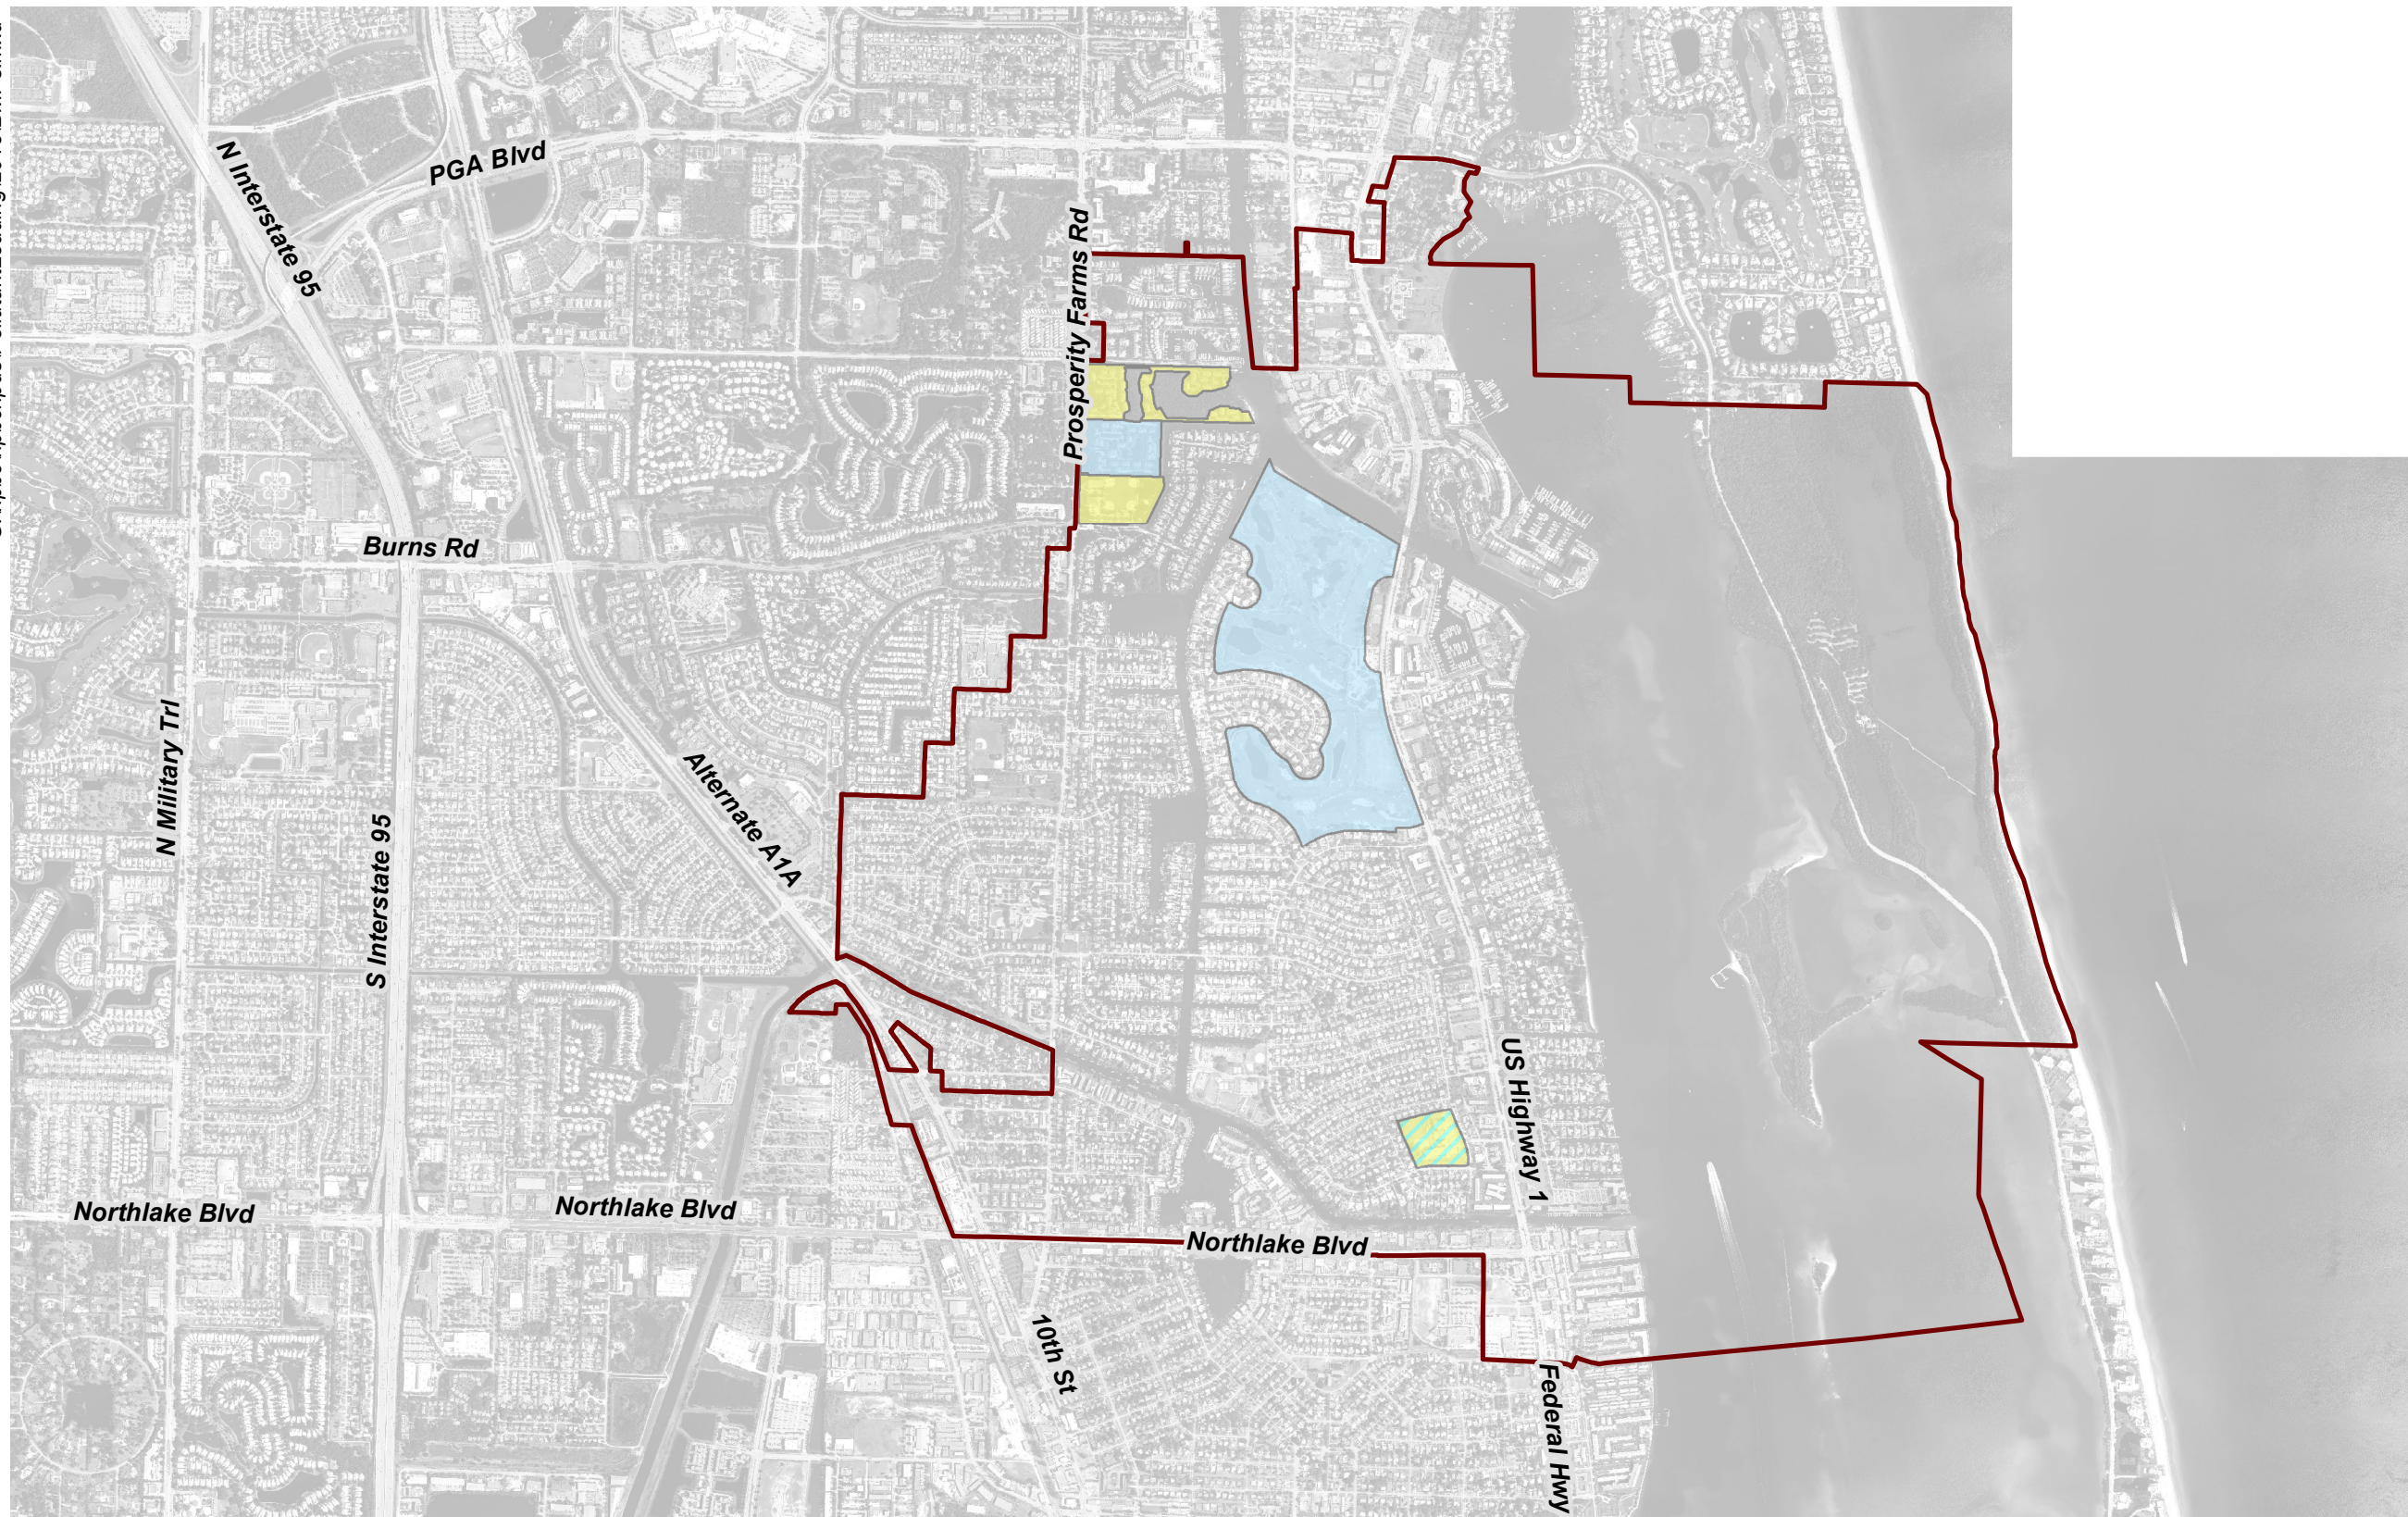 PGA Blvd
N Interstate 95
Prosperity Farms Rd
Burns Rd
N Military Trl
Alternate A1A
S Interstate 95
US Highway 1
Northlake Blvd
Northlake Blvd
Northlake Blvd
10th St
Federal Hwy